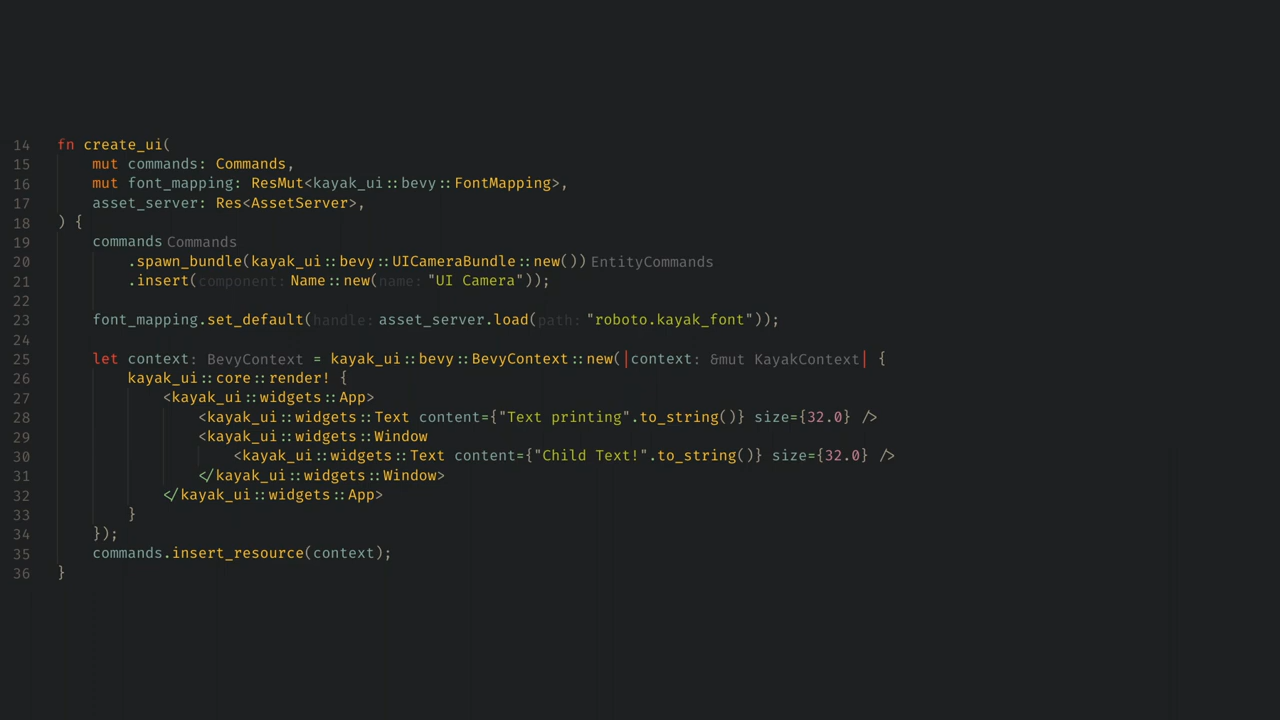 14 fn create_ui(
15 mut commands: Commands,
16 mut font_mapping: ResMut<kayak_ui::bevy::FontMapping>,
17 asset_server: Res<AssetServer>,
18 ) {
19 commands Commands
20 .spawn_bundle(kayak_ui::bevy::UICameraBundle::new()) EntityCommands
21 .insert(component: Name::new(name: "UI Camera"));
22
23 font_mapping.set_default(handle: asset_server.load(path: "roboto.kayak_font"));
24
25 let context: BevyContext = kayak_ui::bevy::BevyContext::new(|context: &mut KayakContext| {
26 kayak_ui::core::render! {
27 <kayak_ui::widgets::App>
28 <kayak_ui::widgets::Text content={"Text printing".to_string()} size={32.0} />
29 <kayak_ui::widgets::Window
30 <kayak_ui::widgets::Text content={"Child Text!".to_string()} size={32.0} />
31 </kayak_ui::widgets::Window>
32 </kayak_ui::widgets::App>
33 }
34 });
35 commands.insert_resource(context);
36 }